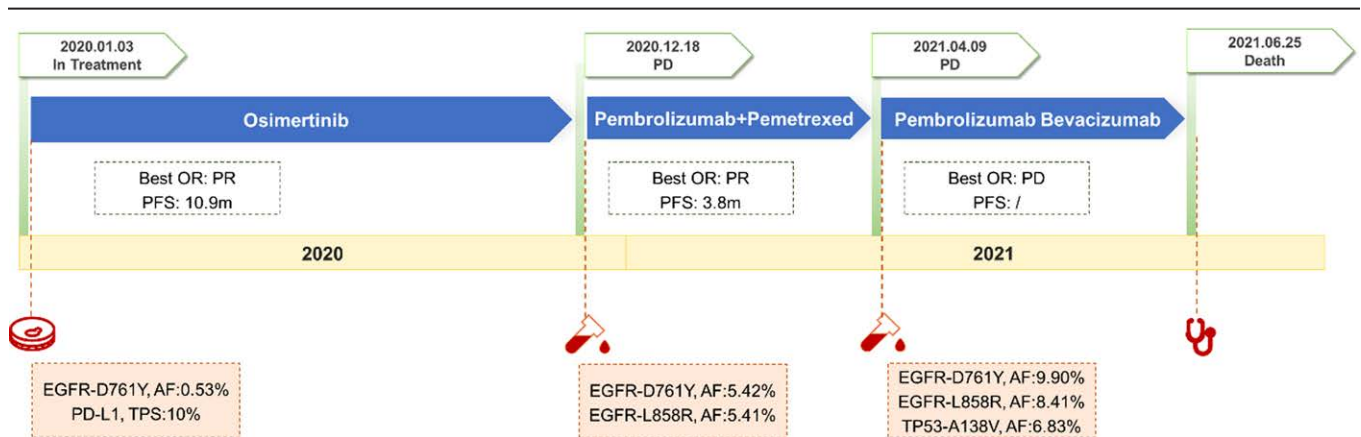 2020.01.03
In Treatment
2020.12.18
PD
2021.04.09
PD
2021.06.25
Death
Osimertinib
Pembrolizumab+Pemetrexed
Pembrolizumab Bevacizumab
Best OR: PR
PFS: 10.9m
Best OR: PR
PFS: 3.8m
Best OR: PD
PFS: /
2020
2021
EGFR-D761Y, AF:0.53%
PD-L1, TPS:10%
EGFR-D761Y, AF:5.42%
EGFR-L858R, AF:5.41%
EGFR-D761Y, AF:9.90%
EGFR-L858R, AF:8.41%
TP53-A138V, AF:6.83%